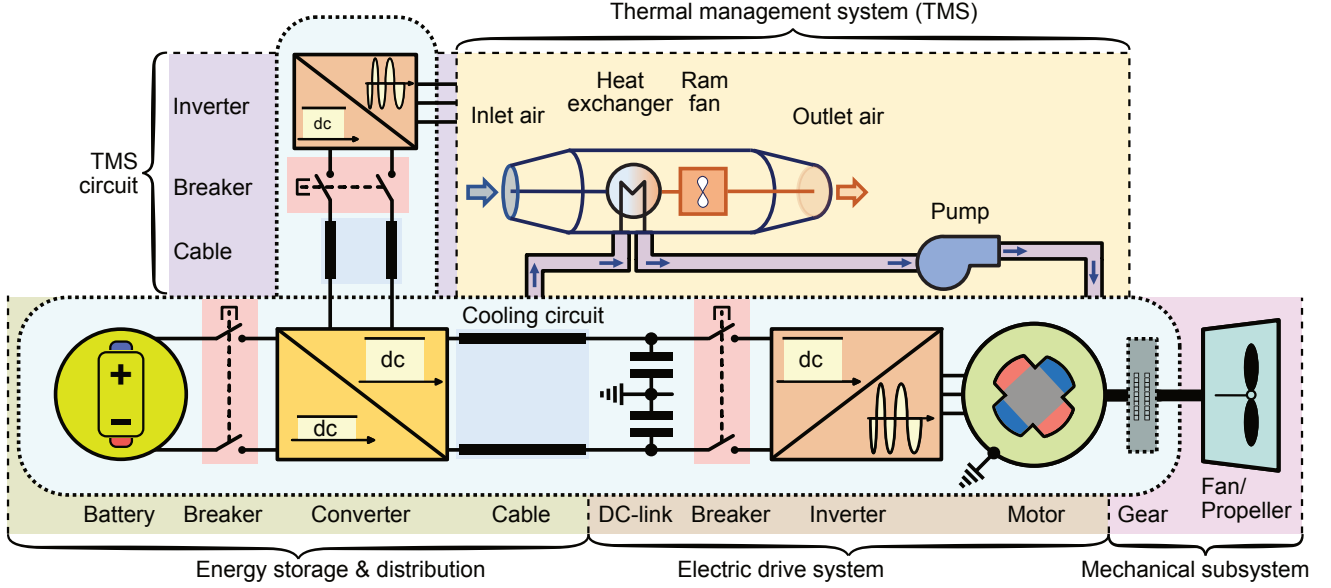 Thermal management system (TMS)
Inverter
dc
Heat
exchanger
Ram
fan
Inlet air
Outlet air
TMS
circuit
Breaker
Cable
Pump
Cooling circuit
+
−
dc
dc
dc
Battery
Breaker
Converter
Cable
DC-link
Breaker
Inverter
Motor
Gear
Fan/
Propeller
Energy storage & distribution
Electric drive system
Mechanical subsystem